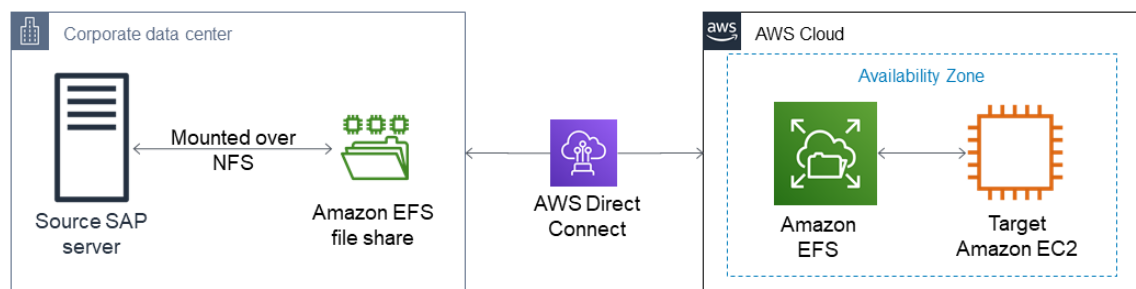 Corporate data center
Source SAP
server
Mounted over
NFS
Amazon EFS
file share
AWS Direct
Connect
aws
AWS Cloud
Availability Zone
Amazon
EFS
Target
Amazon EC2